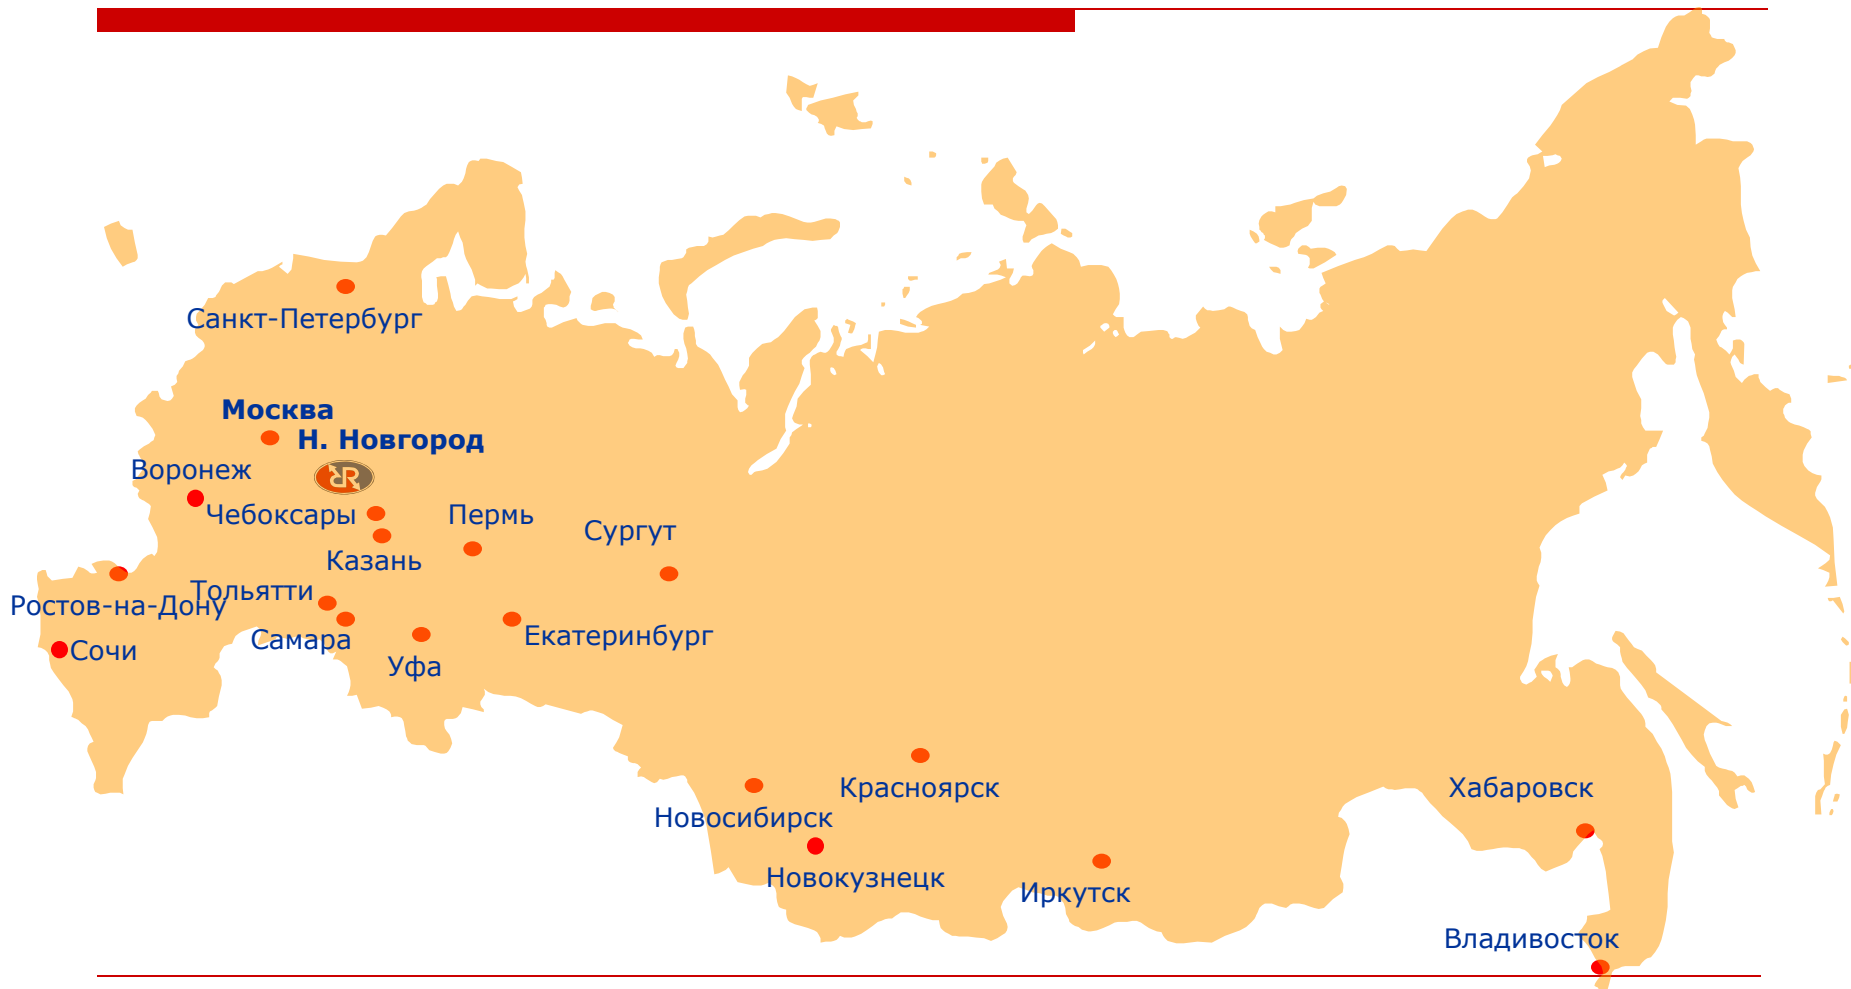 Санкт-Петербург
Москва
Н. Новгород
Воронеж
Чебоксары
Пермь
Сургут
Казань
Тольятти
Ростов-на-Дону
Самара
Екатеринбург
Сочи
Уфа
Красноярск
Хабаровск
Новосибирск
Новокузнецк
Иркутск
Владивосток